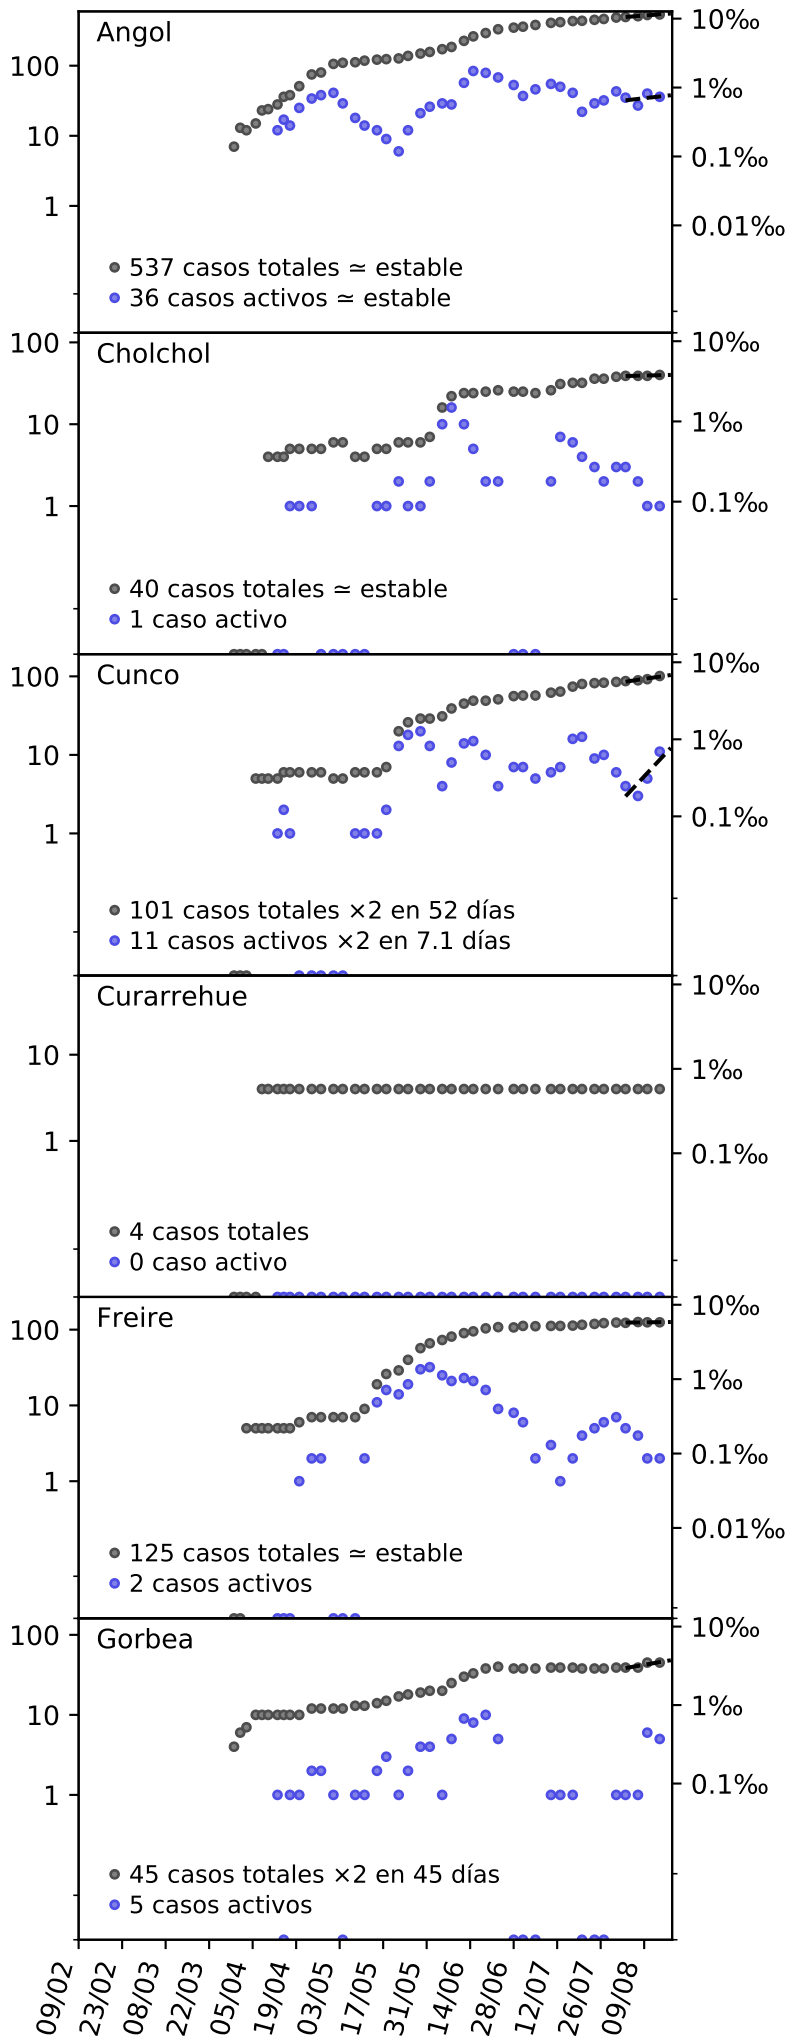 Angol
100
10
1
10‰
1‰
0.1‰
0.01‰
537 casos totales ≃ estable
36 casos activos ≃ estable
Cholchol
100
10
1
10‰
1‰
0.1‰
40 casos totales ≃ estable
1 caso activo
Cunco
100
10
1
10‰
1‰
0.1‰
101 casos totales ×2 en 52 días
11 casos activos ×2 en 7.1 días
Curarrehue
10
1
10‰
1‰
0.1‰
4 casos totales
0 caso activo
Freire
100
10
1
10‰
1‰
0.1‰
0.01‰
125 casos totales ≃ estable
2 casos activos
Gorbea
100
10
1
10‰
1‰
0.1‰
45 casos totales ×2 en 45 días
5 casos activos
09/02
23/02
08/03
22/03
05/04
19/04
03/05
17/05
31/05
14/06
28/06
12/07
26/07
09/08